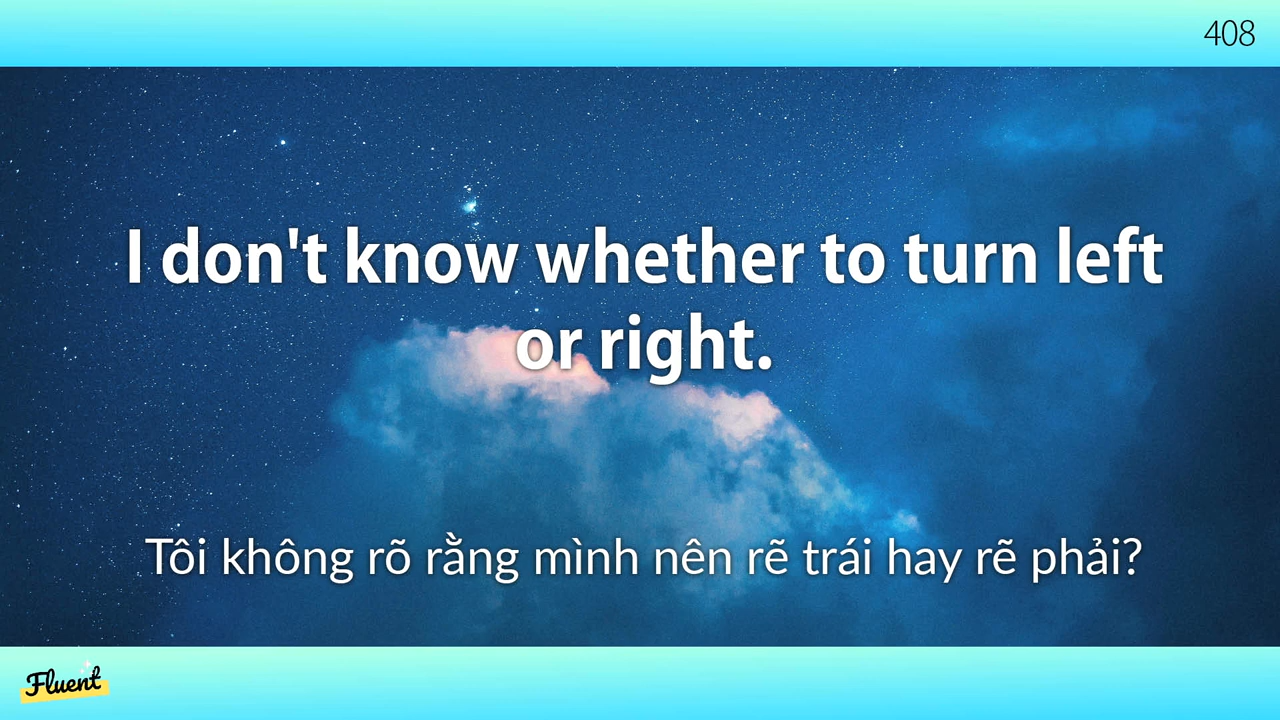 408
I don't know whether to turn left
or right.
Tôi không rõ rằng mình nên rẽ trái hay rẽ phải?
Fluent